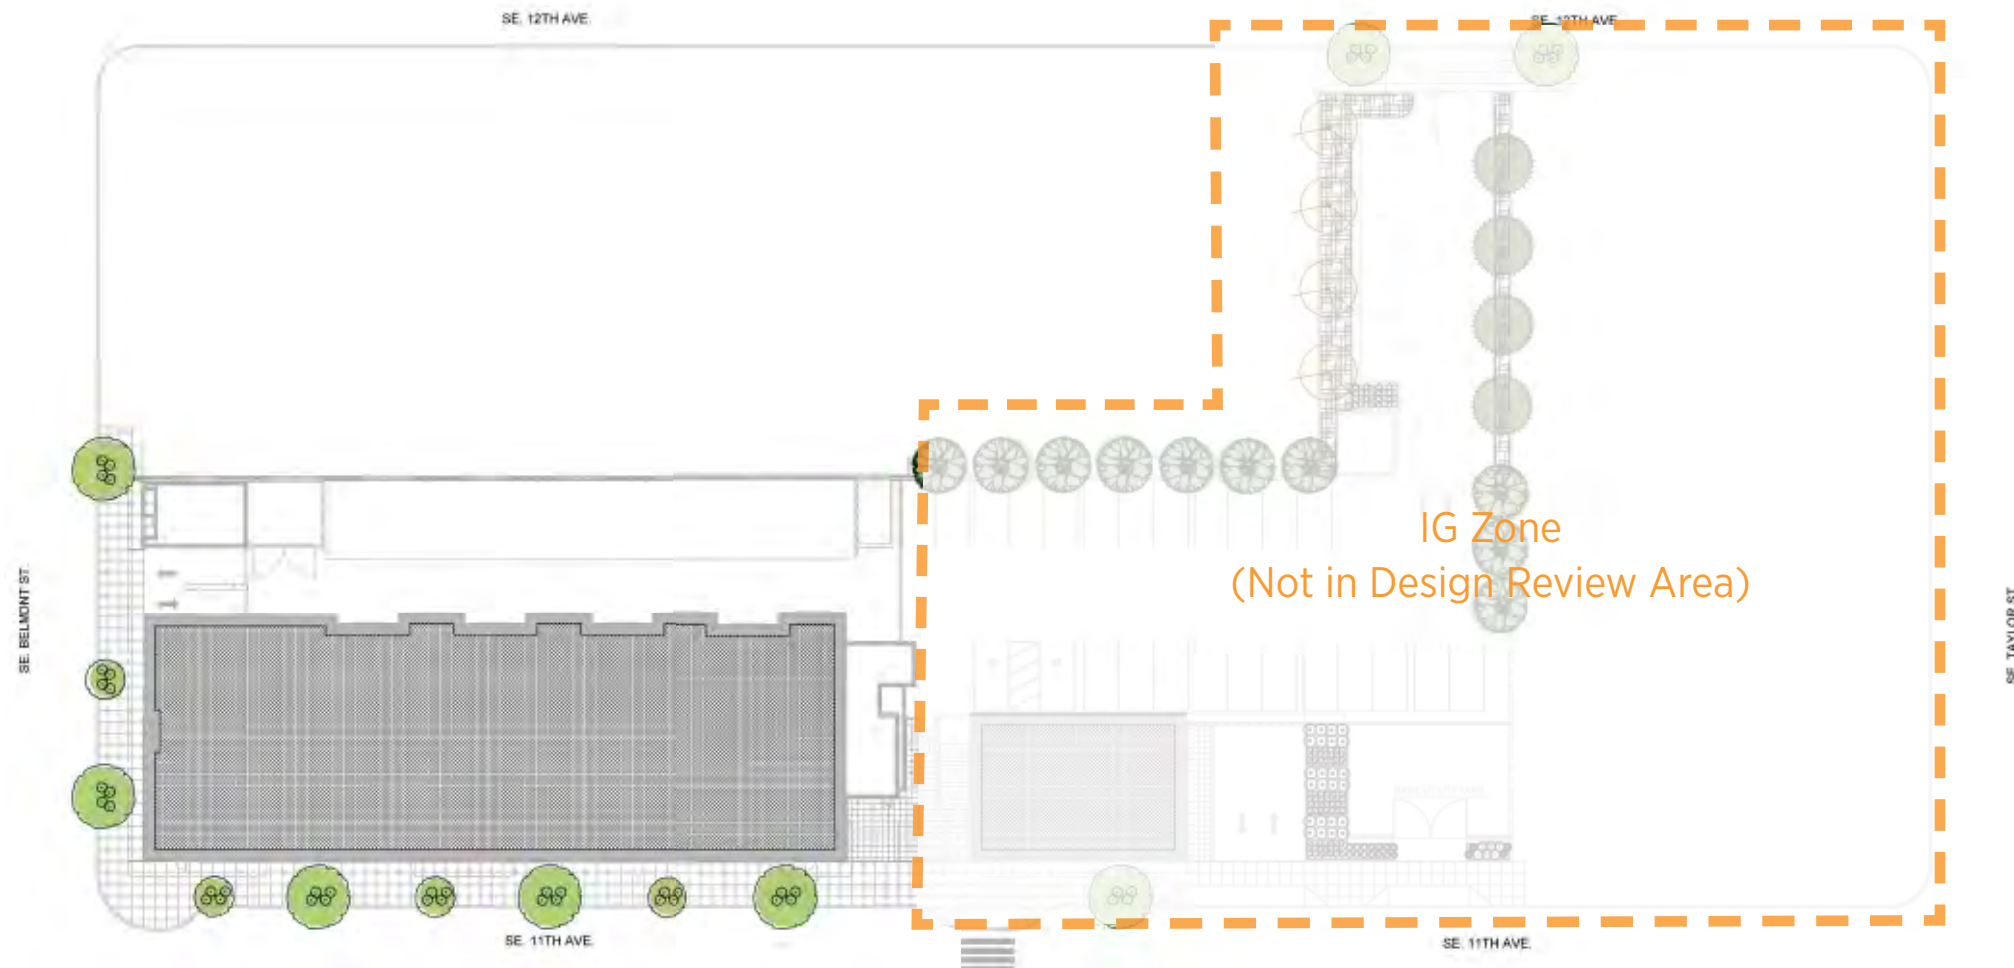 SE. 12TH AVE.
SE. 12TH AVE.
IG Zone
(Not in Design Review Area)
SE. BELMONT ST.
SE. TAYLOR ST.
SE. 11TH AVE.
SE. 11TH AVE.